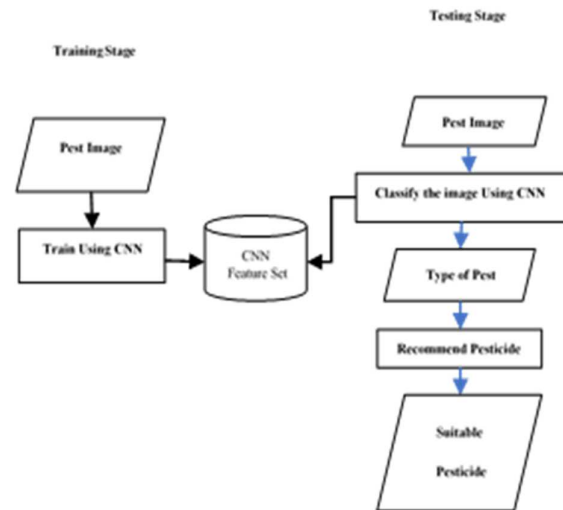 Testing Stage
Training Stage
Pest Image
Pest Image
Classify the image Using CNN
Train Using CNN
CNN
Feature Set
Type of Pest
Recommend Pesticide
Suitable
Pesticide